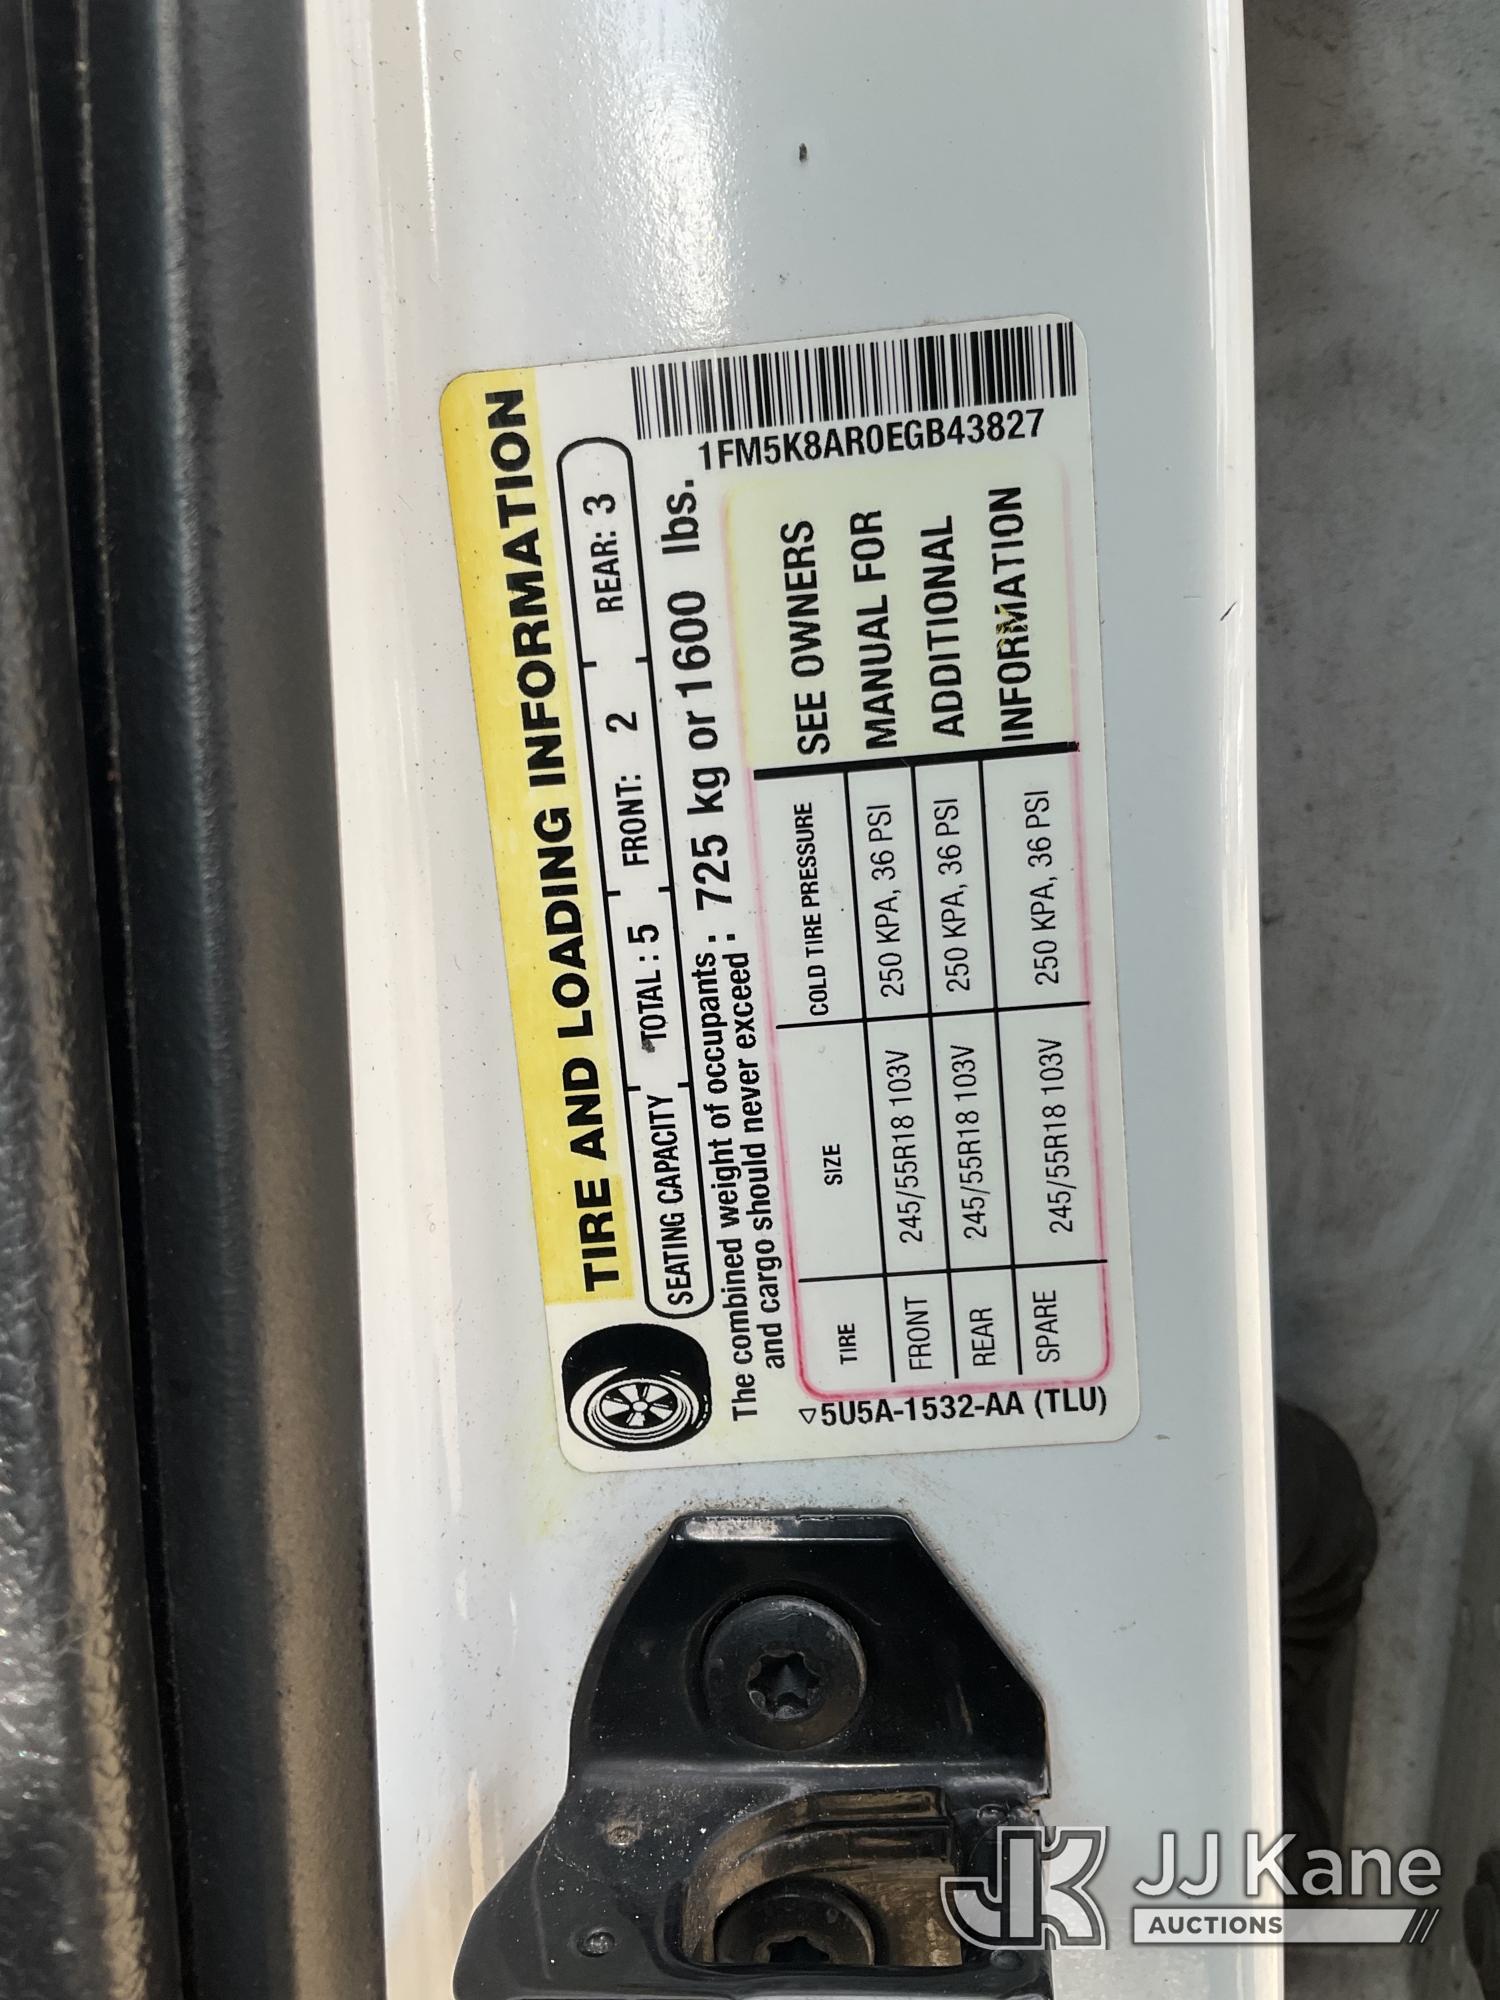 TIRE AND LOADING INFORMATION
SEATING CAPACITY TOTAL : 5 FRONT: 2 REAR: 3
The combined weight of occupants and cargo should never exceed : 725 kg or 1600 lbs.
1FM5K8AR0EGB43827
TIRE SIZE COLD TIRE PRESSURE
FRONT 245/55R18 103V 250 KPA, 36 PSI
REAR 245/55R18 103V 250 KPA, 36 PSI
SPARE 245/55R18 103V 250 KPA, 36 PSI
SEE OWNERS
MANUAL FOR
ADDITIONAL
INFORMATION
5U5A-1532-AA (TLU)
JK JJ Kane
AUCTIONS